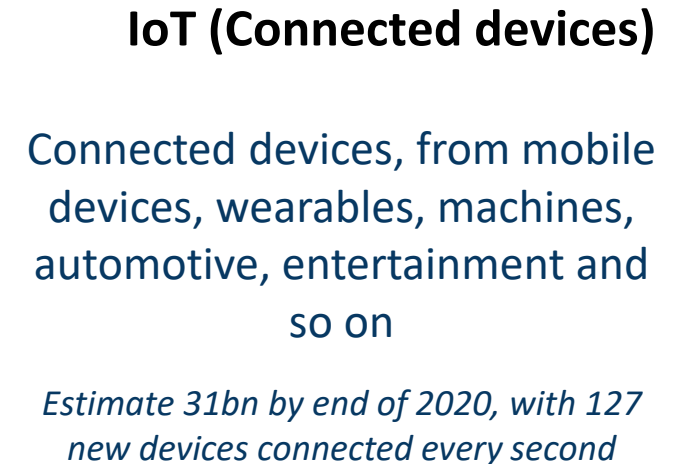 IoT (Connected devices)
Connected devices, from mobile
devices, wearables, machines,
automotive, entertainment and
so on
Estimate 31bn by end of 2020, with 127
new devices connected every second